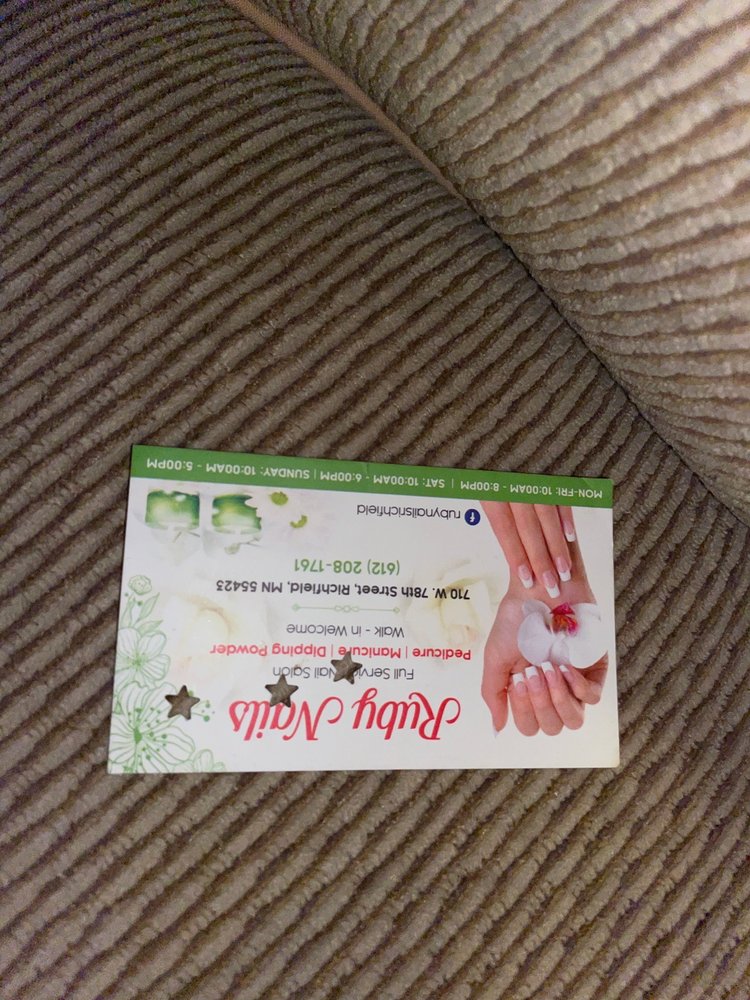 Ruby Nails
Full Service Nail Salon
Pedicure | Manicure | Dipping Powder
Walk - in Welcome
710 W. 78th Street, Richfield, MN 55423
(612) 208-1761
f rubynailsrichfield
MON-FRI: 10:00AM - 8:00PM | SAT: 10:00AM - 6:00PM | SUNDAY: 10:00AM - 5:00PM